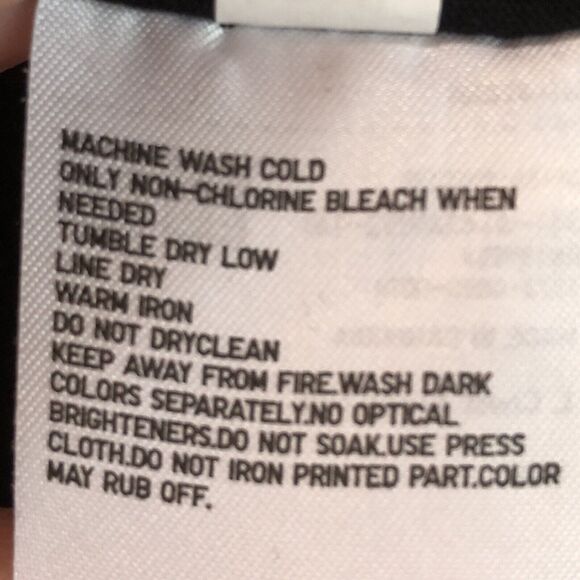 MACHINE WASH COLD
ONLY NON-CHLORINE BLEACH WHEN
NEEDED
TUMBLE DRY LOW
LINE DRY
WARM IRON
DO NOT DRYCLEAN
KEEP AWAY FROM FIRE.WASH DARK
COLORS SEPARATELY.NO OPTICAL
BRIGHTENERS.DO NOT SOAK.USE PRESS
CLOTH.DO NOT IRON PRINTED PART.COLOR
MAY RUB OFF.